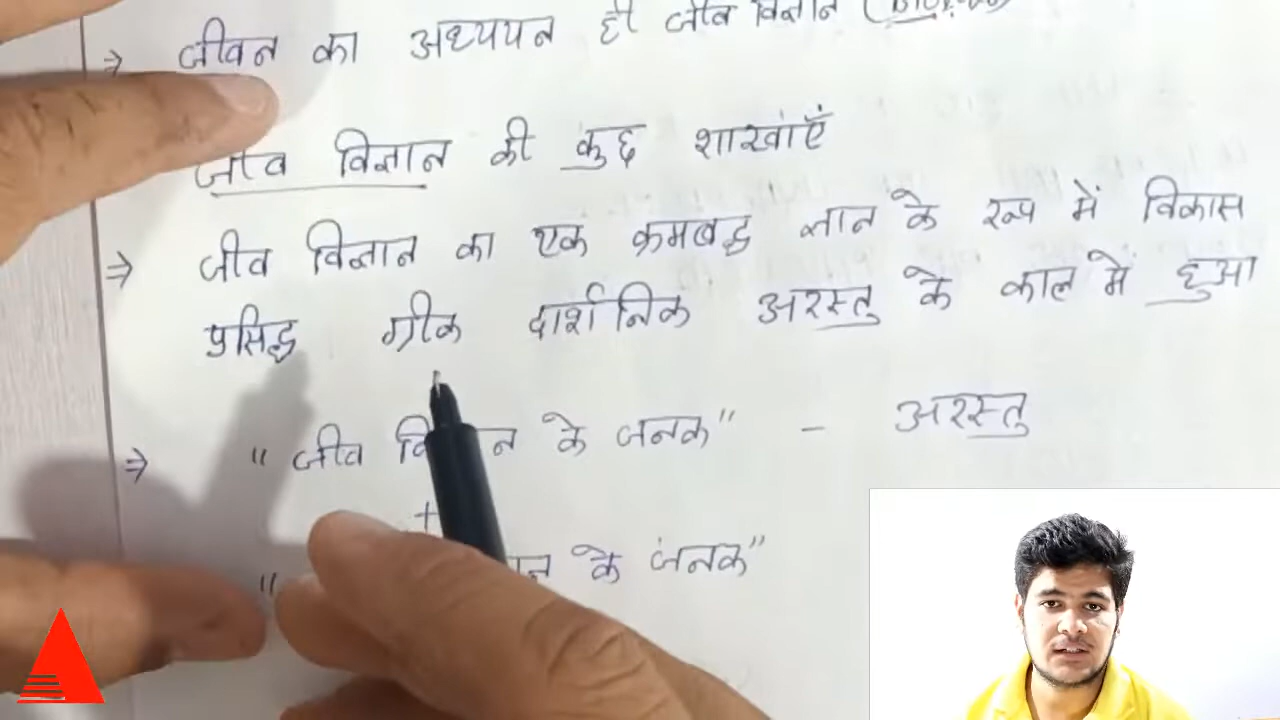 ⇒ जीवन का अध्ययन ही जीव विज्ञान
जीव विज्ञान की कुछ शाखाएँ
⇒ जीव विज्ञान का एक क्रमबद्ध ज्ञान के रूप में विकास
प्रसिद्ध ग्रीक दार्शनिक अरस्तु के काल में हुआ
⇒ "जीव के जनक" - अरस्तु
+
" के जनक"